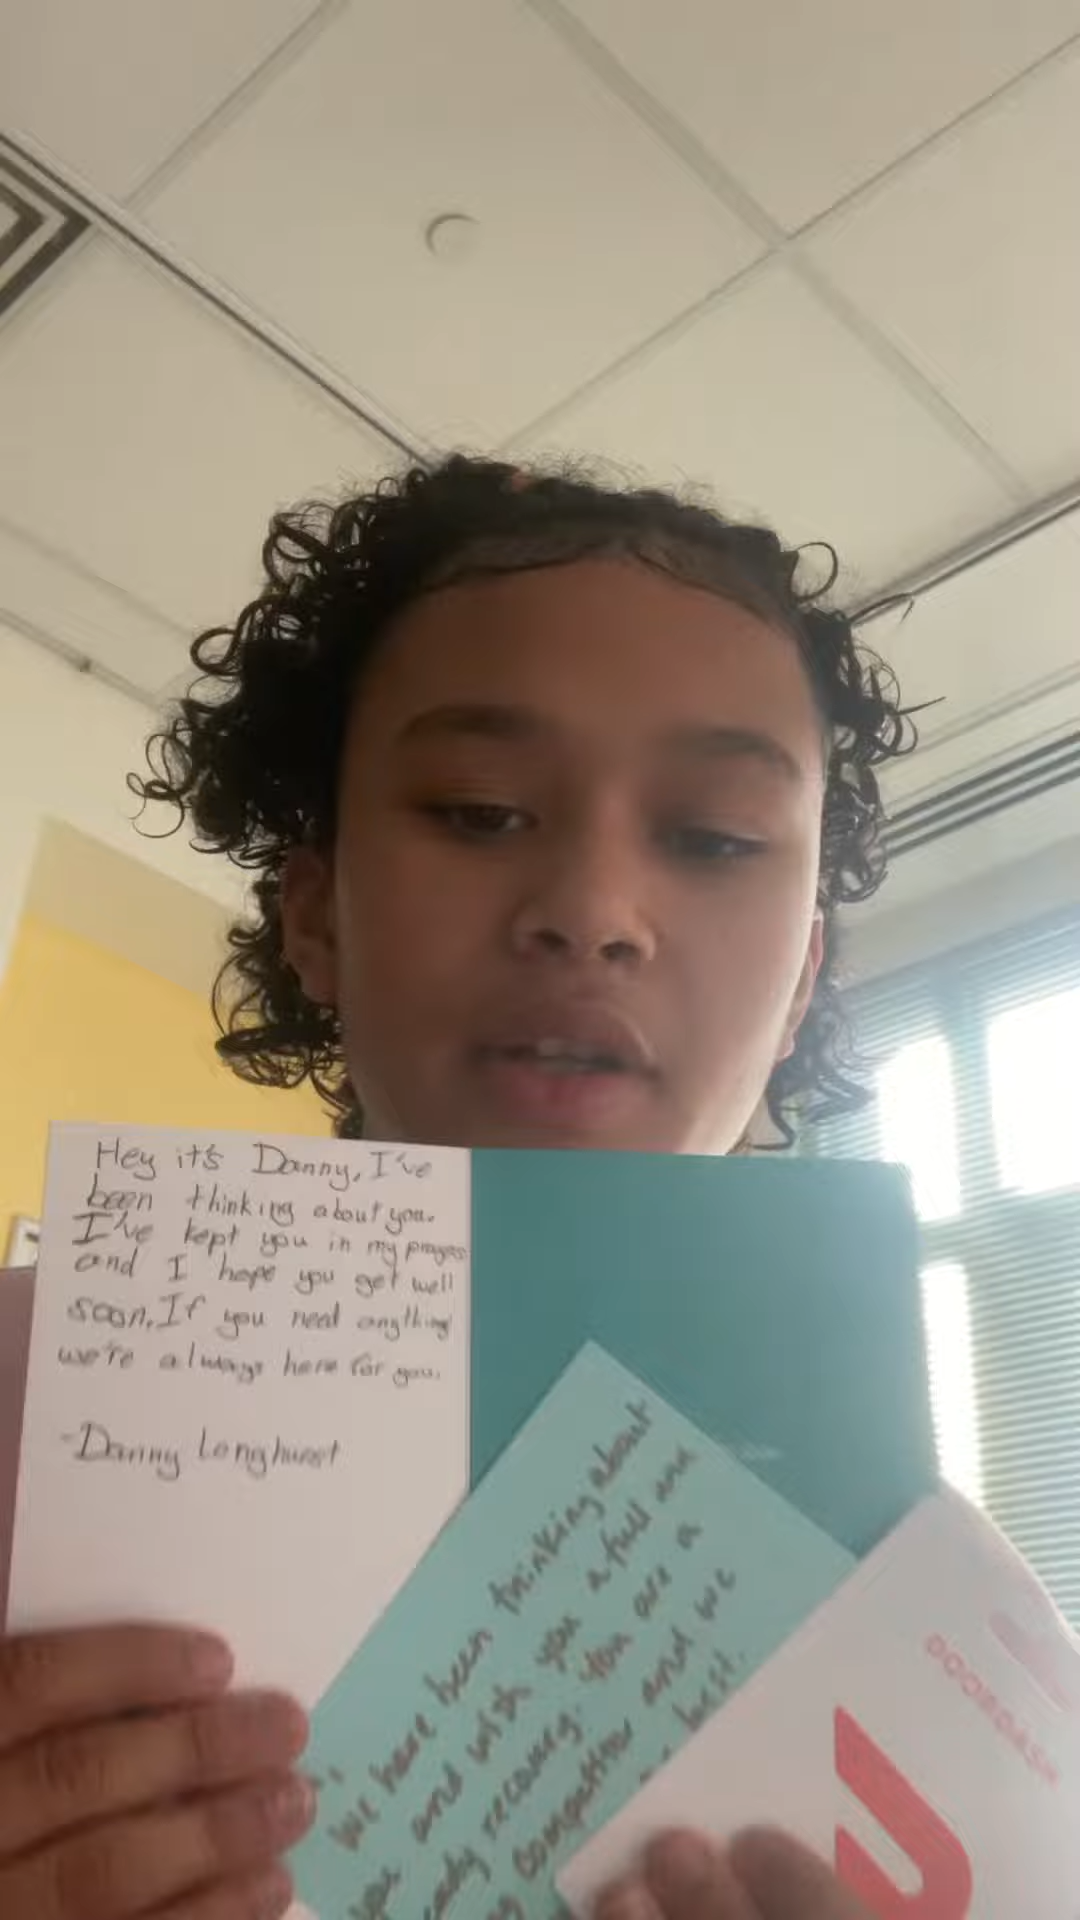 Hey it's Danny, I've
been thinking about you.
I've kept you in my prayers
and I hope you get well
soon. If you need anything
we're always here for you.
-Danny Longhurst
We have been thinking about
you and wish you a full and
recovery. You are a
competitor and we
best.
DOORDASH